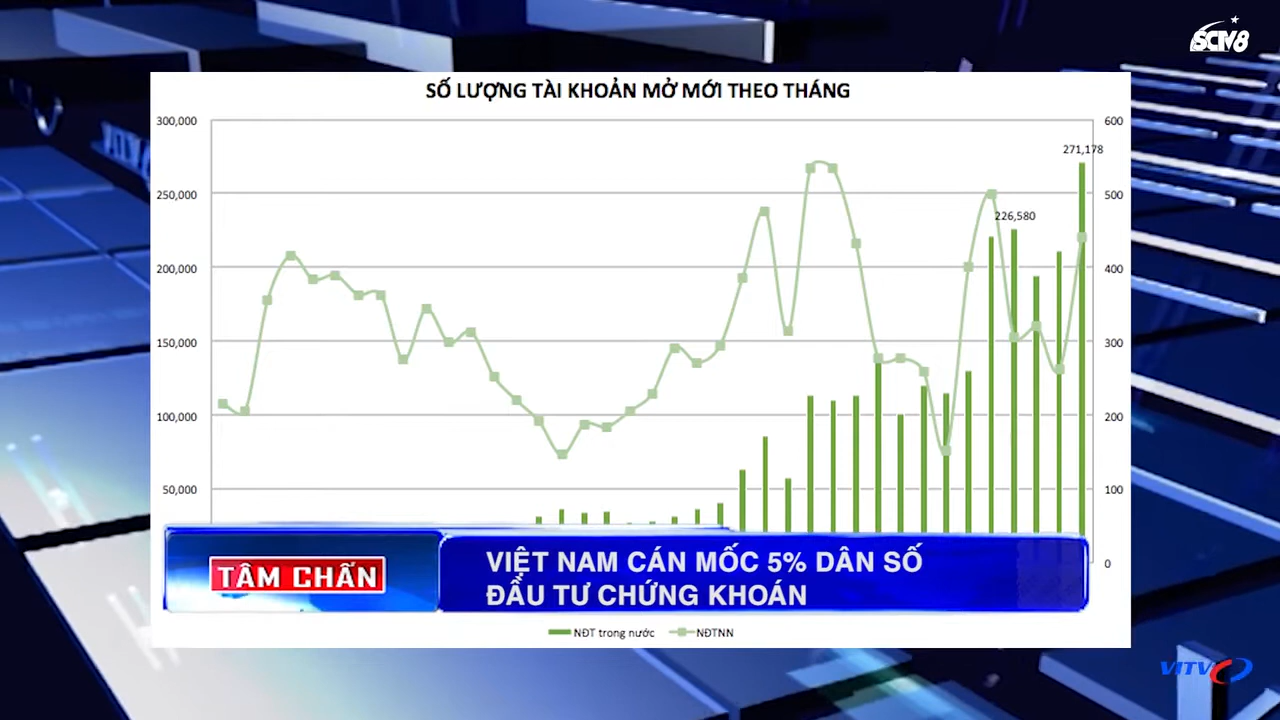 SCTV8
SỐ LƯỢNG TÀI KHOẢN MỞ MỚI THEO THÁNG
300,000
600
271,178
250,000
500
226,580
200,000
400
150,000
300
100,000
200
50,000
100
0
TÂM CHẤN
VIỆT NAM CÁN MỐC 5% DÂN SỐ
ĐẦU TƯ CHỨNG KHOÁN
NĐT trong nước
NĐTNN
VITV